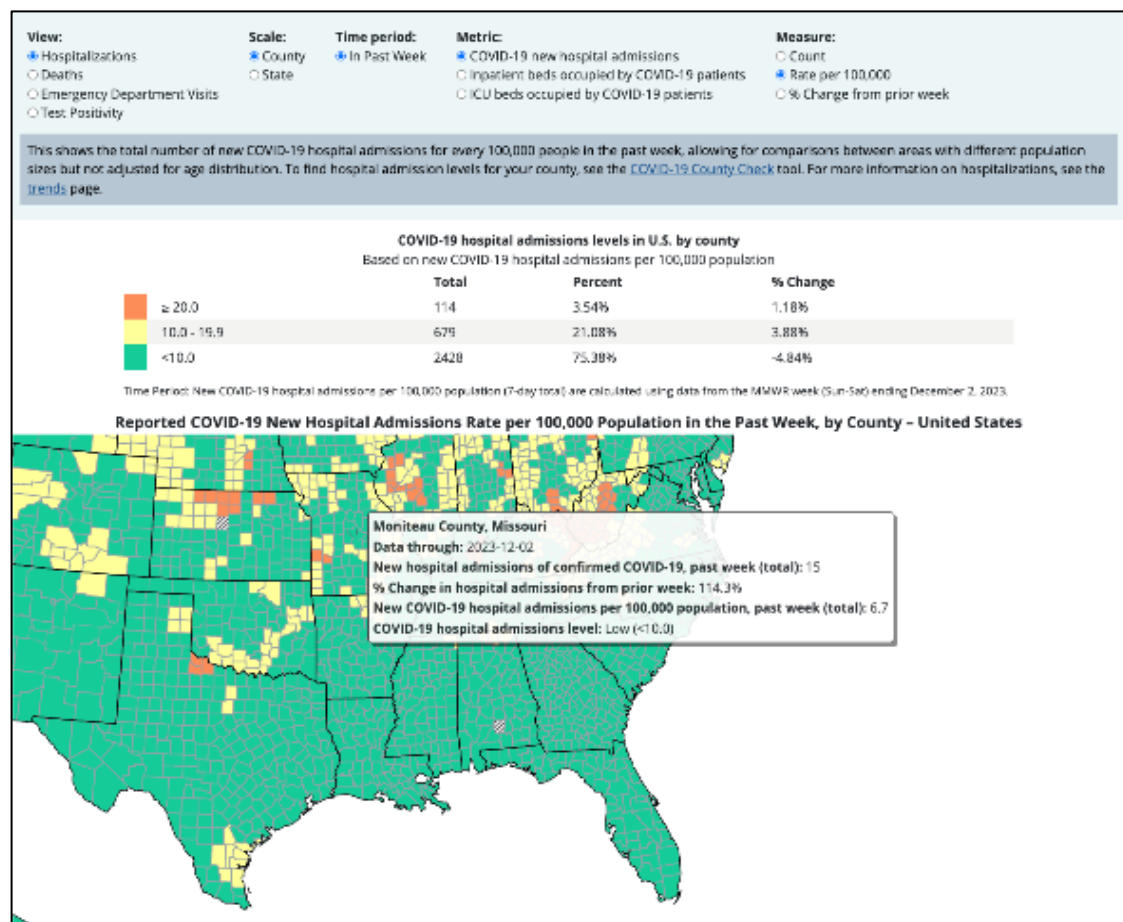 View: Scale: Time period: Metric: Measure:
Hospitalizations County In Past Week COVID-19 new hospital admissions Count
Deaths State Inpatient beds occupied by COVID-19 patients Rate per 100,000
Emergency Department Visits ICU beds occupied by COVID-19 patients % Change from prior week
Test Positivity
This shows the total number of new COVID-19 hospital admissions for every 100,000 people in the past week, allowing for comparisons between areas with different population
sizes but not adjusted for age distribution. To find hospital admission levels for your county, see the COVID-19 County Check tool. For more information on hospitalizations, see the
trends page.
COVID-19 hospital admissions levels in U.S. by county
Based on new COVID-19 hospital admissions per 100,000 population
Total Percent % Change
≥ 20.0 114 3.54% 1.18%
10.0 - 19.9 679 21.08% 3.88%
<10.0 2428 75.38% -4.84%
Time Period: New COVID-19 hospital admissions per 100,000 population (7-day total) are calculated using data from the MMWR week (Sun-Sat) ending December 2, 2023.
Reported COVID-19 New Hospital Admissions Rate per 100,000 Population in the Past Week, by County – United States
Moniteau County, Missouri
Data through: 2023-12-02
New hospital admissions of confirmed COVID-19, past week (total): 15
% Change in hospital admissions from prior week: 114.3%
New COVID-19 hospital admissions per 100,000 population, past week (total): 6.7
COVID-19 hospital admissions level: Low (<10.0)